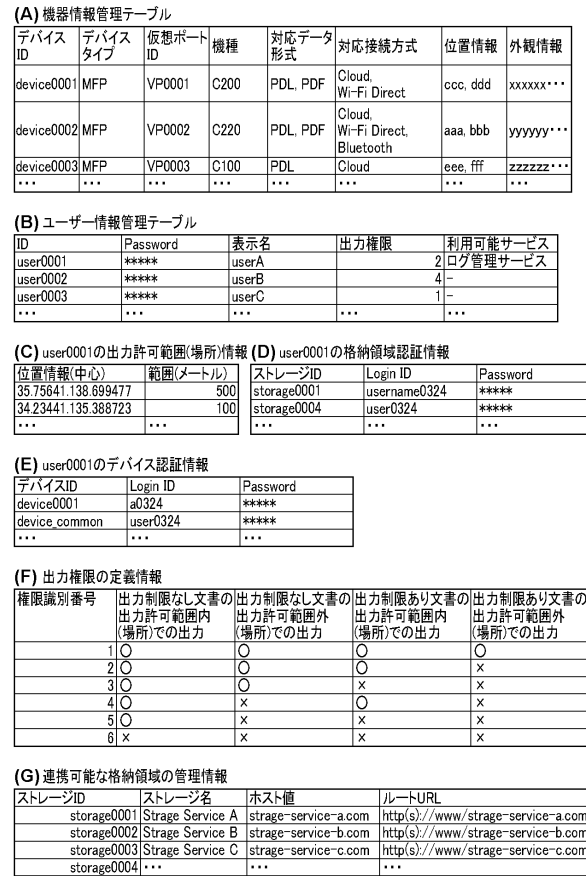 (A) 機器情報管理テーブル
デバイスID デバイスタイプ 仮想ポートID 機種 対応データ形式 対応接続方式 位置情報 外観情報
device0001 MFP VP0001 C200 PDL, PDF Cloud, Wi-Fi Direct ccc, ddd xxxxxx・・・
device0002 MFP VP0002 C220 PDL, PDF Cloud, Wi-Fi Direct, Bluetooth aaa, bbb yyyyyy・・・
device0003 MFP VP0003 C100 PDL Cloud eee, fff zzzzzz・・・
・・・ ・・・ ・・・ ・・・ ・・・ ・・・ ・・・ ・・・
(B) ユーザー情報管理テーブル
ID Password 表示名 出力権限 利用可能サービス
user0001 ***** userA 2 ログ管理サービス
user0002 ***** userB 4 -
user0003 ***** userC 1 -
・・・ ・・・ ・・・ ・・・ ・・・
(C) user0001の出力許可範囲(場所)情報
位置情報(中心) 範囲(メートル)
35.75641.138.699477 500
34.23441.135.388723 100
・・・ ・・・
(D) user0001の格納領域認証情報
ストレージID Login ID Password
storage0001 username0324 *****
storage0004 user0324 *****
・・・ ・・・ ・・・
(E) user0001のデバイス認証情報
デバイスID Login ID Password
device0001 a0324 *****
device_common user0324 *****
・・・ ・・・ ・・・
(F) 出力権限の定義情報
権限識別番号 出力制限なし文書の出力許可範囲内(場所)での出力 出力制限なし文書の出力許可範囲外(場所)での出力 出力制限あり文書の出力許可範囲内(場所)での出力 出力制限あり文書の出力許可範囲外(場所)での出力
1 〇 〇 〇 〇
2 〇 〇 〇 ×
3 〇 〇 × ×
4 〇 × 〇 ×
5 〇 × × ×
6 × × × ×
(G) 連携可能な格納領域の管理情報
ストレージID ストレージ名 ホスト値 ルートURL
storage0001 Strage Service A strage-service-a.com http(s)://www/strage-service-a.com
storage0002 Strage Service B strage-service-b.com http(s)://www/strage-service-b.com
storage0003 Strage Service C strage-service-c.com http(s)://www/strage-service-c.com
storage0004 ・・・ ・・・ ・・・